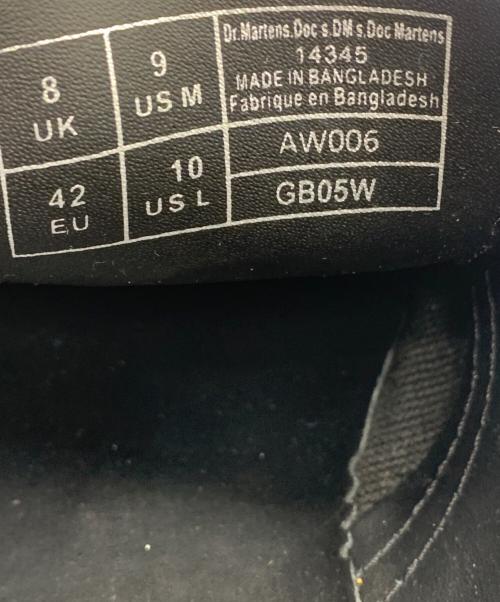 8
UK
9
US M
Dr.Martens.Doc s.DM s.Doc Martens
14345
MADE IN BANGLADESH
Fabrique en Bangladesh
42
EU
10
US L
AW006
GB05W